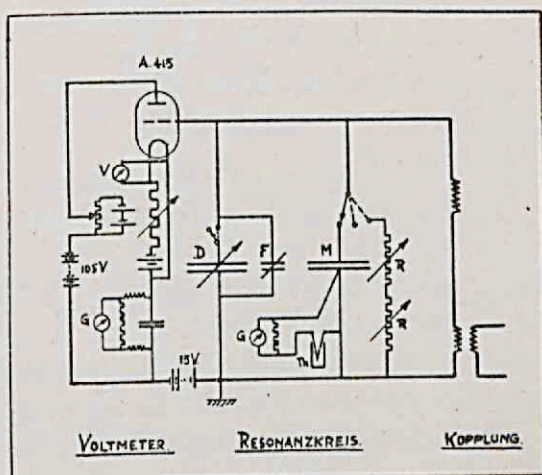 A.415
V
105V
D
F
M
R
R
G
G
Th
15V
VOLTMETER.
RESONANZKREIS.
KOPPLUNG.